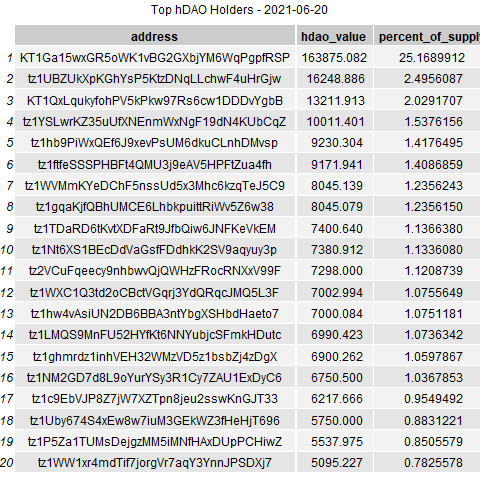 Top hDAO Holders - 2021-06-20
address hdao_value percent_of_supply
1 KT1Ga15wxGR5oWK1vBG2GXbjYM6WqPgpfRSP 163875.082 25.1689912
2 tz1UBZUkXpKGhYsP5KtzDNqLLchwF4uHrGjw 16248.886 2.4956087
3 KT1QxLqukyfohPV5kPkw97Rs6cw1DDDvYgbB 13211.913 2.0291707
4 tz1YSLwrKZ35uUfXNEnmWxNgF19dN4KUbCqZ 10011.401 1.5376156
5 tz1hb9PiWxQEf6J9xevPsUM6dkuCLnhDMvsp 9230.304 1.4176495
6 tz1ftfeSSSPHBFt4QMU3j9eAV5HPFtZua4fh 9171.941 1.4086859
7 tz1WVMmKYeDChF5nssUd5x3Mhc6kzqTeJ5C9 8045.139 1.2356243
8 tz1gqaKjfQBhUMCE6LhbkpuittRiWv5Z6w38 8045.079 1.2356150
9 tz1TDaRD6tKvtXDFaRt9JfbQiw6JNFKeVkEM 7400.640 1.1366380
10 tz1Nt6XS1BEcDdVaGsfFDdhkK2SV9aqyuy3p 7380.912 1.1336080
11 tz2VCuFqeecy9nhbwvQjQWHzFRocRNXxV99F 7298.000 1.1208739
12 tz1WXC1Q3td2oCBctVGqrj3YdQRqcJMQ5L3F 7002.994 1.0755649
13 tz1hw4vAsiUN2DB6BBA3ntYbgXSHbdHaeto7 7000.084 1.0751181
14 tz1LMQS9MnFU52HYfKt6NNYubjcSFmkHDutc 6990.423 1.0736342
15 tz1ghmrdz1inhVEH32WMzVD5z1bsbZj4zDgX 6900.262 1.0597867
16 tz1NM2GD7d8L9oYurYSy3R1Cy7ZAU1ExDyC6 6750.500 1.0367853
17 tz1c9EbVJP8Z7jW7XZTpn8jeu2sswKnGJT33 6217.666 0.9549492
18 tz1Uby674S4xEw8w7iuM3GEkWZ3fHeHjT696 5750.000 0.8831221
19 tz1P5Za1TUMsDejgzMM5iMNfHAxDUpPCHiwZ 5537.975 0.8505579
20 tz1WW1xr4mdTif7jorgVr7aqY3YnnJPSDXj7 5095.227 0.7825578